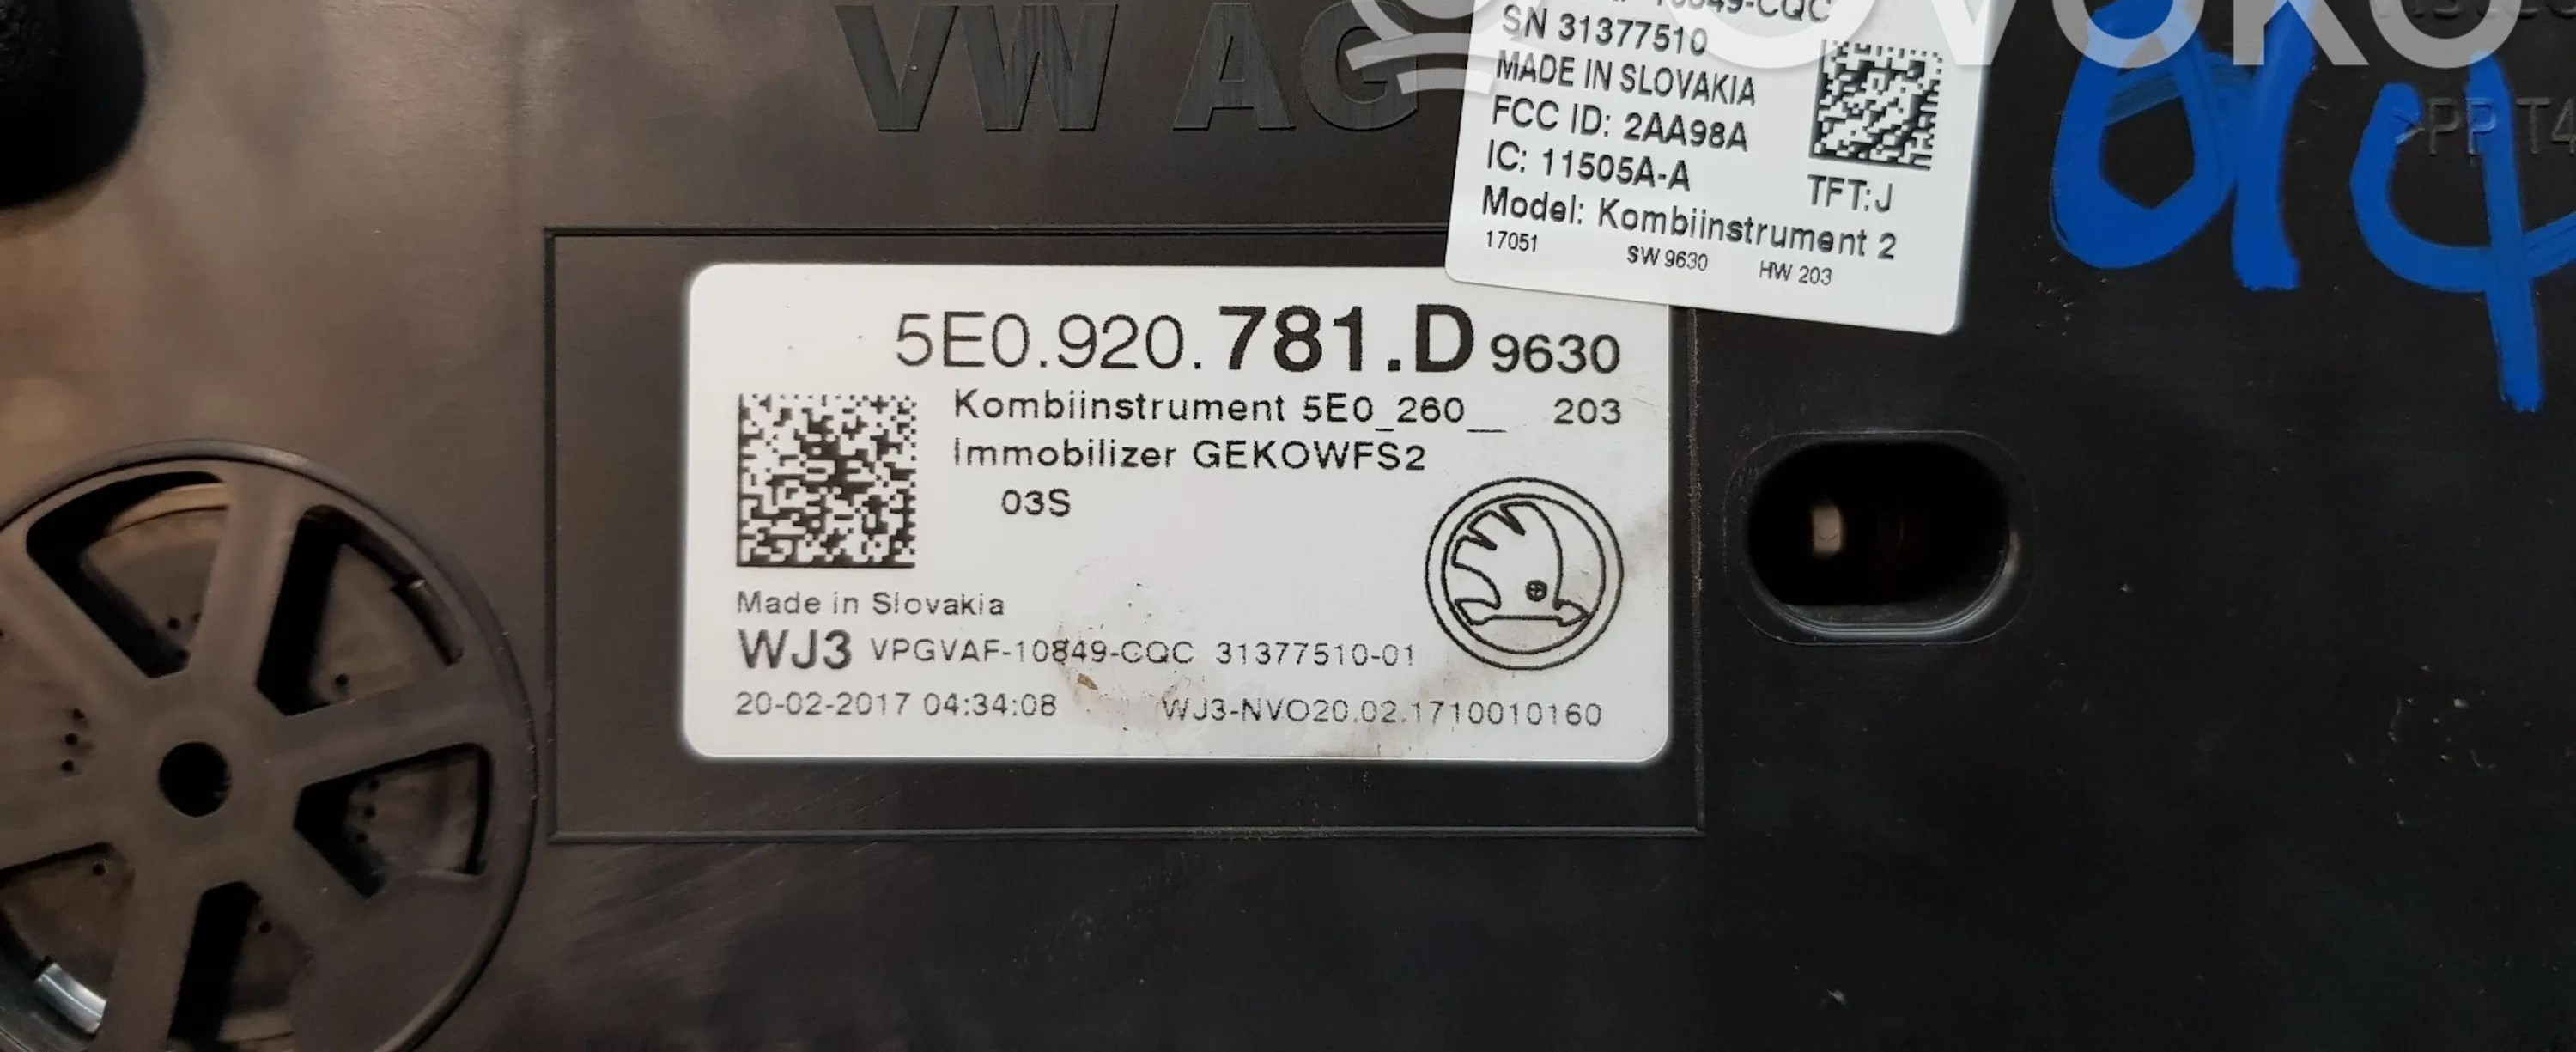 VW AG
SN 31377510
MADE IN SLOVAKIA
FCC ID: 2AA98A
IC: 11505A-A
TFT:J
Model: Kombiinstrument 2
17051 SW 9630 HW 203
5E0.920.781.D 9630
Kombiinstrument 5E0_260__ 203
Immobilizer GEKOWFS2
03S
Made in Slovakia
WJ3 VPGVAF-10849-CQC 31377510-01
20-02-2017 04:34:08 WJ3-NVO20.02.1710010160